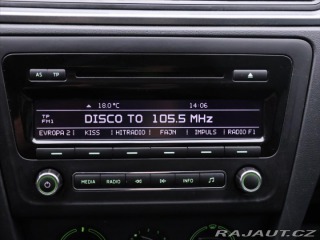 AS TP
18.0°C 14:06
TP
FM1
DISCO TO 105.5 MHz
EVROPA 2 KISS HITRADIO FAJN IMPULS RADIO F1
MEDIA RADIO INFO
RAJAUT.CZ